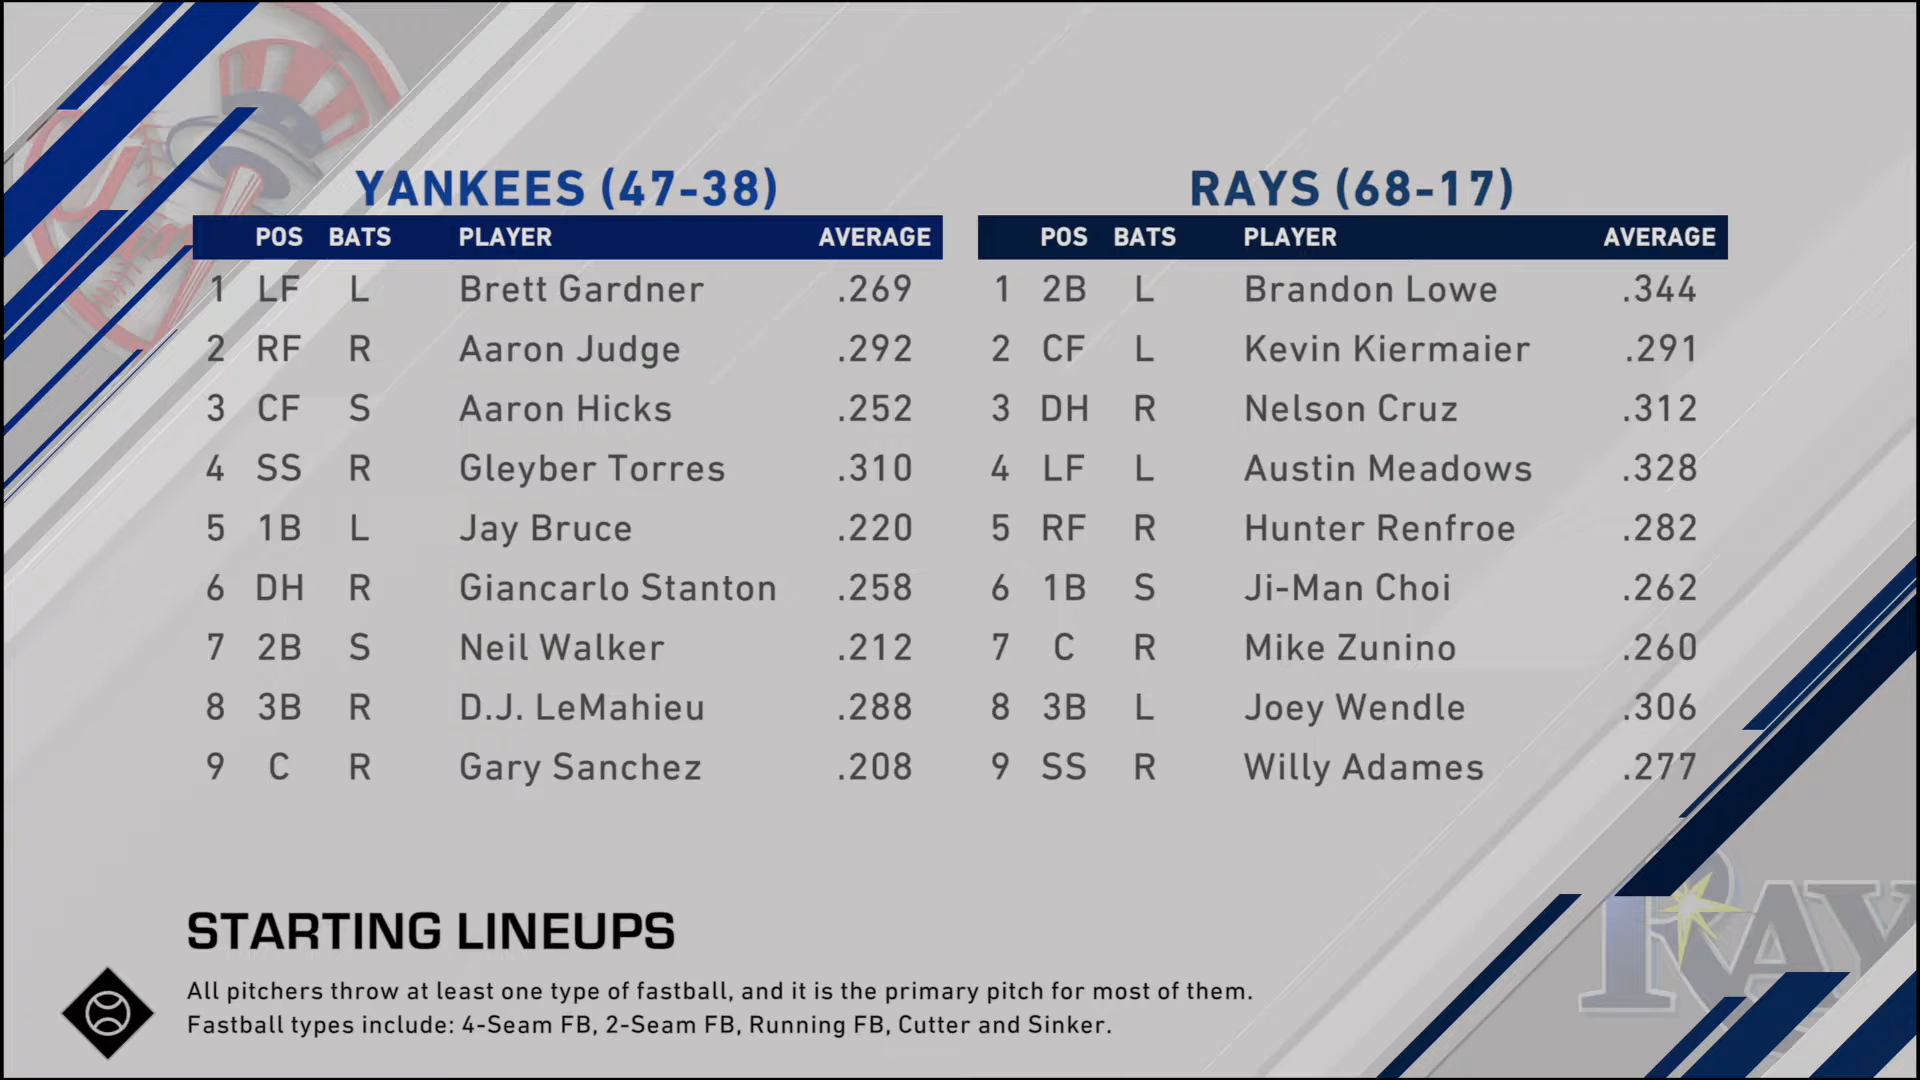 YANKEES (47-38)
POS BATS PLAYER AVERAGE
1 LF L Brett Gardner .269
2 RF R Aaron Judge .292
3 CF S Aaron Hicks .252
4 SS R Gleyber Torres .310
5 1B L Jay Bruce .220
6 DH R Giancarlo Stanton .258
7 2B S Neil Walker .212
8 3B R D.J. LeMahieu .288
9 C R Gary Sanchez .208
RAYS (68-17)
POS BATS PLAYER AVERAGE
1 2B L Brandon Lowe .344
2 CF L Kevin Kiermaier .291
3 DH R Nelson Cruz .312
4 LF L Austin Meadows .328
5 RF R Hunter Renfroe .282
6 1B S Ji-Man Choi .262
7 C R Mike Zunino .260
8 3B L Joey Wendle .306
9 SS R Willy Adames .277
STARTING LINEUPS
All pitchers throw at least one type of fastball, and it is the primary pitch for most of them.
Fastball types include: 4-Seam FB, 2-Seam FB, Running FB, Cutter and Sinker.
RAY